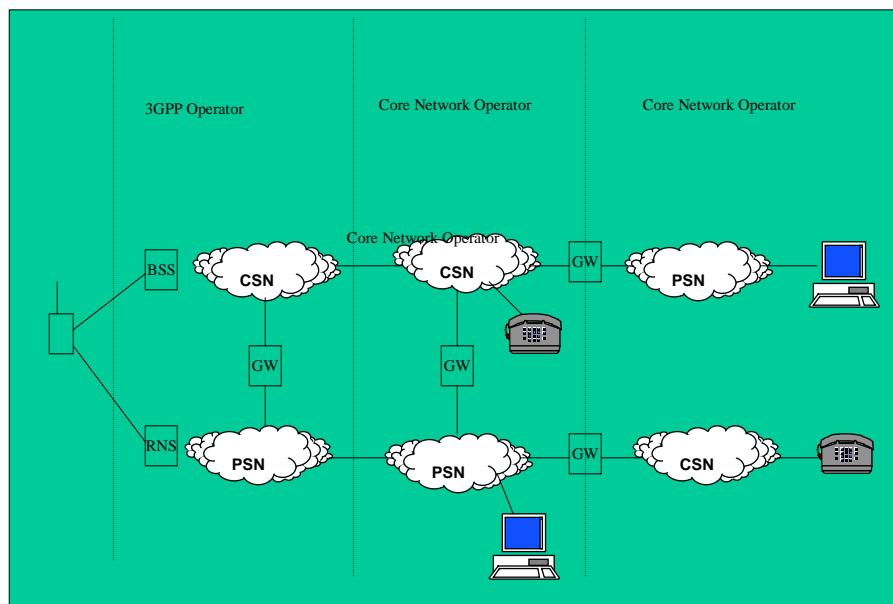 3GPP Operator
Core Network Operator
Core Network Operator
Core Network Operator
BSS
CSN
CSN
GW
PSN
GW
GW
RNS
PSN
PSN
GW
CSN